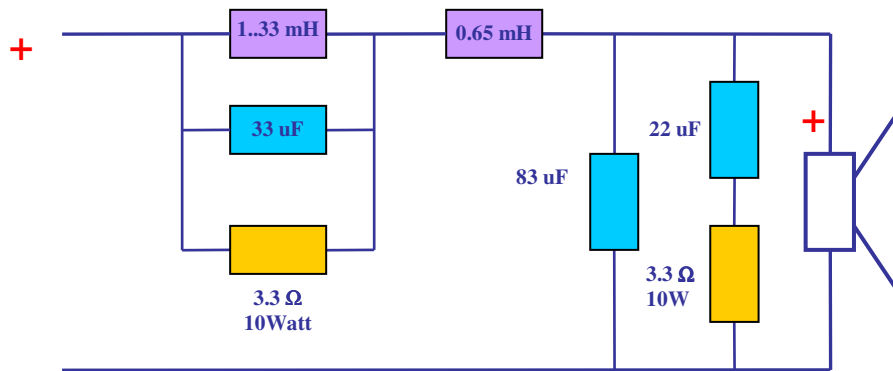 +
1..33 mH
0.65 mH
33 uF
3.3 Ω
10Watt
83 uF
22 uF
3.3 Ω
10W
+